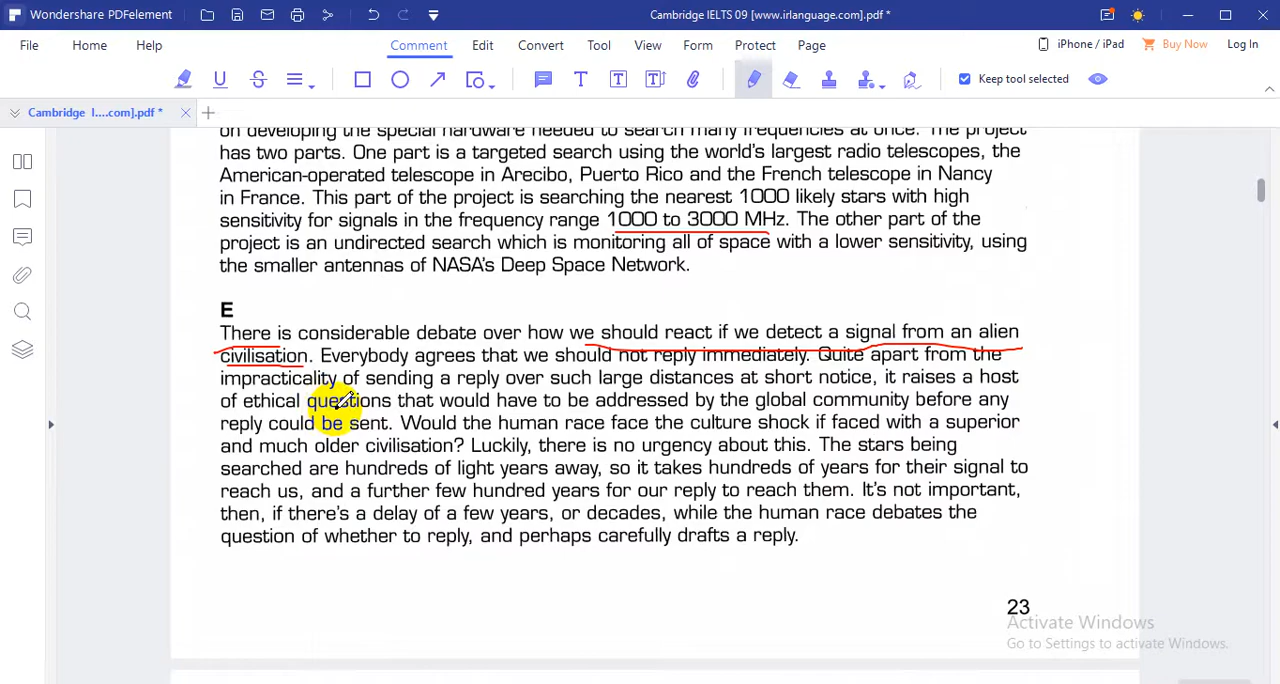 Wondershare PDFelement
Cambridge IELTS 09 [www.irlanguage.com].pdf *
File Home Help Comment Edit Convert Tool View Form Protect Page iPhone / iPad Buy Now Log In
Keep tool selected
Cambridge I....com].pdf *
on developing the special hardware needed to search many frequencies at once. The project
has two parts. One part is a targeted search using the world's largest radio telescopes, the
American-operated telescope in Arecibo, Puerto Rico and the French telescope in Nancy
in France. This part of the project is searching the nearest 1000 likely stars with high
sensitivity for signals in the frequency range 1000 to 3000 MHz. The other part of the
project is an undirected search which is monitoring all of space with a lower sensitivity, using
the smaller antennas of NASA's Deep Space Network.
E
There is considerable debate over how we should react if we detect a signal from an alien
civilisation. Everybody agrees that we should not reply immediately. Quite apart from the
impracticality of sending a reply over such large distances at short notice, it raises a host
of ethical questions that would have to be addressed by the global community before any
reply could be sent. Would the human race face the culture shock if faced with a superior
and much older civilisation? Luckily, there is no urgency about this. The stars being
searched are hundreds of light years away, so it takes hundreds of years for their signal to
reach us, and a further few hundred years for our reply to reach them. It's not important,
then, if there's a delay of a few years, or decades, while the human race debates the
question of whether to reply, and perhaps carefully drafts a reply.
23
Activate Windows
Go to Settings to activate Windows.